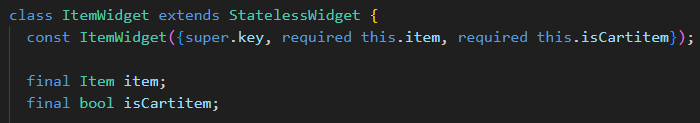 class ItemWidget extends StatelessWidget {
const ItemWidget({super.key, required this.item, required this.isCartitem});
final Item item;
final bool isCartitem;